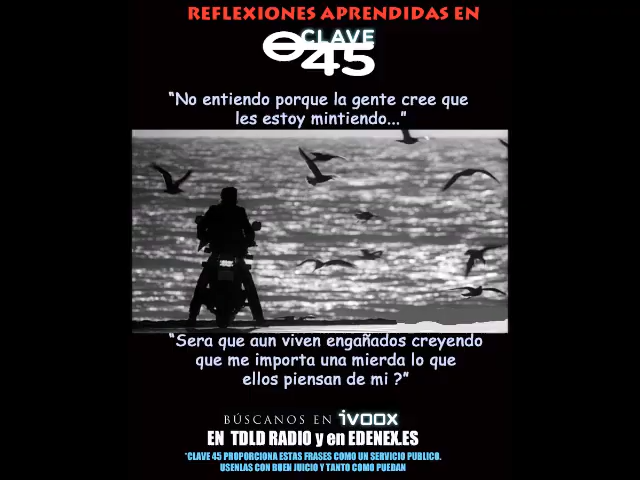 REFLEXIONES APRENDIDAS EN
CLAVE
45
"No entiendo porque la gente cree que
les estoy mintiendo..."
"Sera que aun viven engañados creyendo
que me importa una mierda lo que
ellos piensan de mi ?"
BÚSCANOS EN iVOOX
EN TDLD RADIO y en EDENEX.ES
*CLAVE 45 PROPORCIONA ESTAS FRASES COMO UN SERVICIO PUBLICO.
USENLAS CON BUEN JUICIO Y TANTO COMO PUEDAN